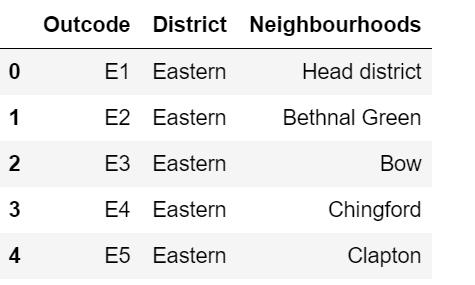 Outcode District Neighbourhoods
0 E1 Eastern Head district
1 E2 Eastern Bethnal Green
2 E3 Eastern Bow
3 E4 Eastern Chingford
4 E5 Eastern Clapton